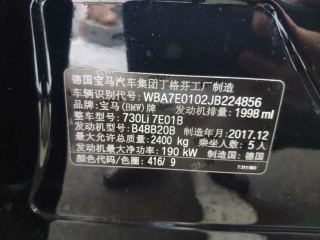 德国宝马汽车集团丁格芬工厂制造
车辆识别代号: WBA7E0102JB224856
品牌: 宝马(BMW)牌 发动机排量: 1998 ml
整车型号: 730Li 7E01B
发动机型号: B48B20B 制造年月: 2017.12
最大允许总质量: 2400 kg 乘坐人数: 5 人
发动机最大净功率: 190 kW 制造国: 德国
颜色代号/色圈: 416/ 9